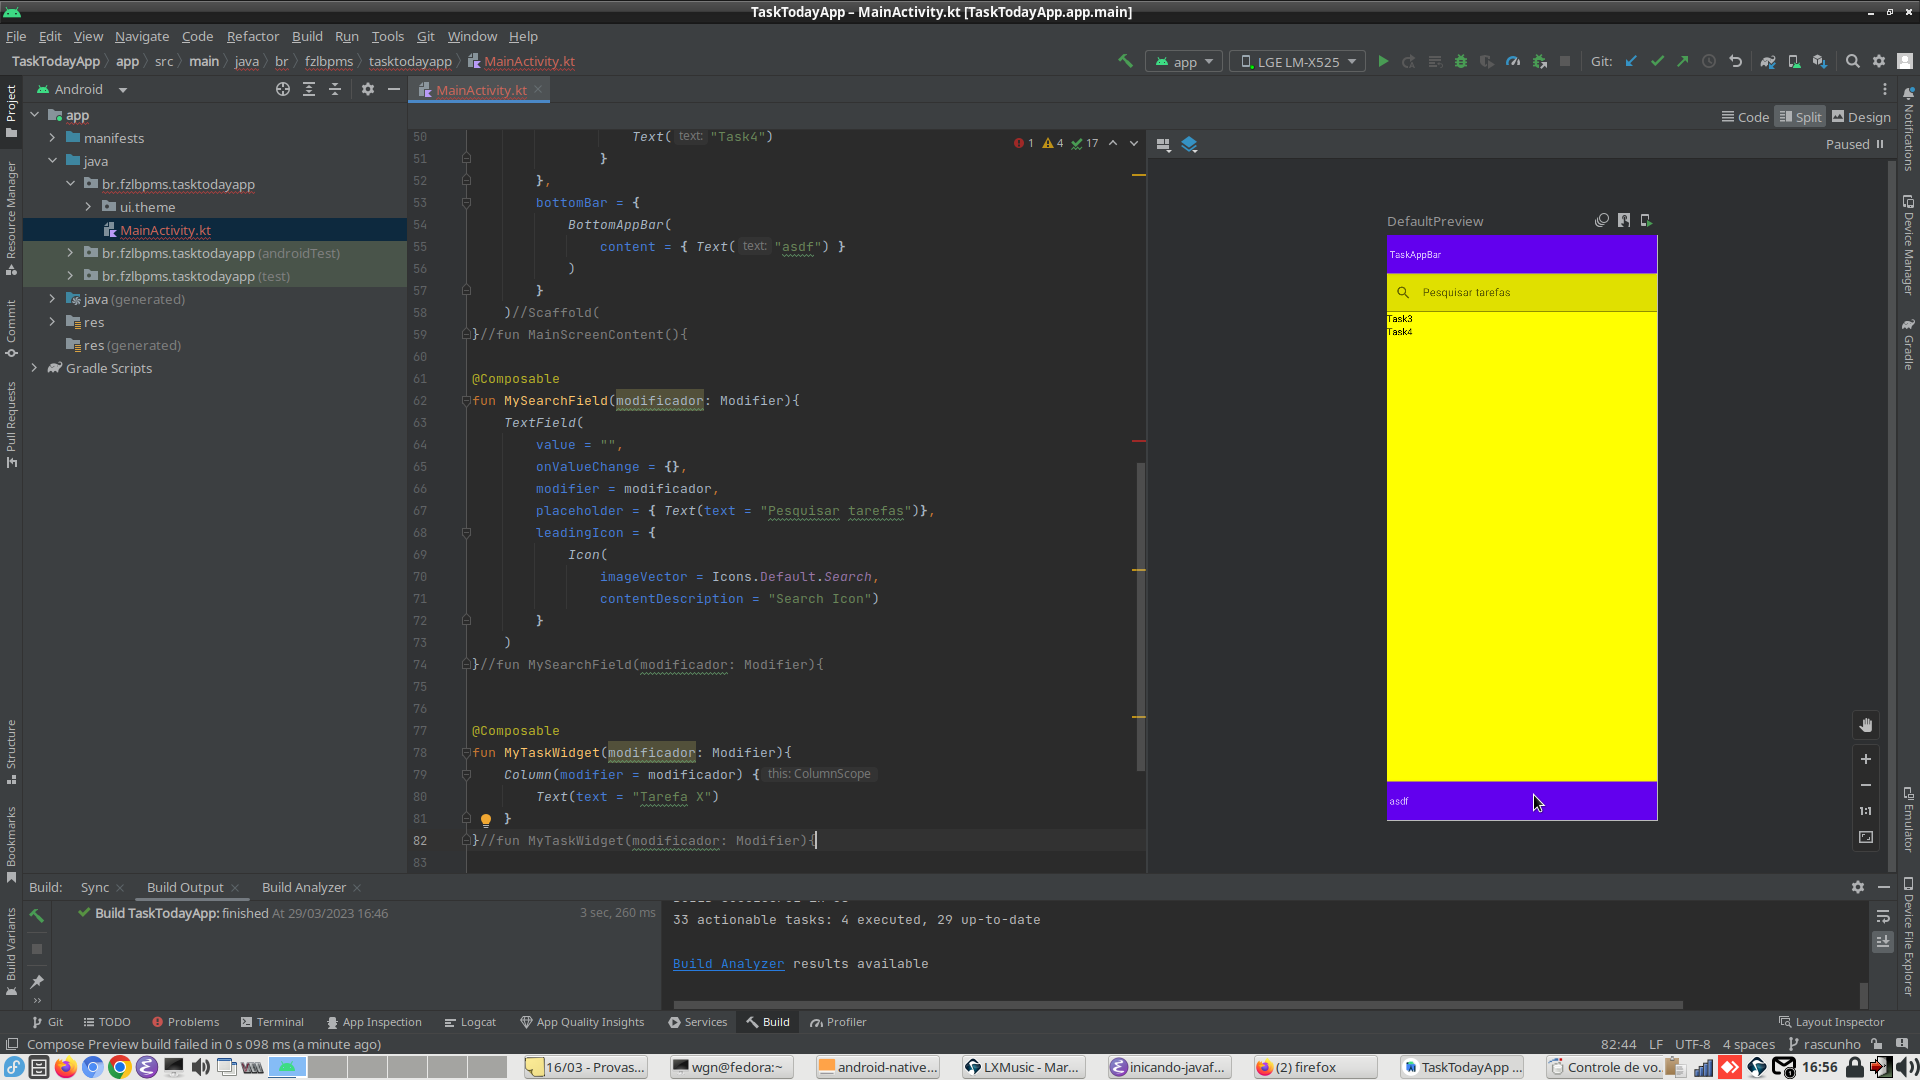 TaskTodayApp – MainActivity.kt [TaskTodayApp.app.main]
File Edit View Navigate Code Refactor Build Run Tools Git Window Help
TaskTodayApp app src main java br fzlbpms tasktodayapp MainActivity.kt
app LGE LM-X525 Git:
Android
MainActivity.kt
Code Split Design
Project
Resource Manager
Commit
Pull Requests
Structure
Bookmarks
Build Variants
app
manifests
java
br.fzlbpms.tasktodayapp
ui.theme
MainActivity.kt
br.fzlbpms.tasktodayapp (androidTest)
br.fzlbpms.tasktodayapp (test)
java (generated)
res
res (generated)
Gradle Scripts
1 4 17
50 Text( text: "Task4")
51 }
52 },
53 bottomBar = {
54 BottomAppBar(
55 content = { Text( text: "asdf") }
56 )
57 }
58 )//Scaffold(
59 }//fun MainScreenContent(){
60
61 @Composable
62 fun MySearchField(modificador: Modifier){
63 TextField(
64 value = "",
65 onValueChange = {},
66 modifier = modificador,
67 placeholder = { Text(text = "Pesquisar tarefas")},
68 leadingIcon = {
69 Icon(
70 imageVector = Icons.Default.Search,
71 contentDescription = "Search Icon")
72 }
73 )
74 }//fun MySearchField(modificador: Modifier){
75
76
77 @Composable
78 fun MyTaskWidget(modificador: Modifier){
79 Column(modifier = modificador) { this: ColumnScope
80 Text(text = "Tarefa X")
81 }
82 }//fun MyTaskWidget(modificador: Modifier){
83
Paused
DefaultPreview
TaskAppBar
Pesquisar tarefas
Task3
Task4
asdf
1:1
Notifications
Device Manager
Gradle
Emulator
Device File Explorer
Build: Sync Build Output Build Analyzer
Build TaskTodayApp: finished At 29/03/2023 16:46 3 sec, 260 ms
33 actionable tasks: 4 executed, 29 up-to-date
Build Analyzer results available
Git TODO Problems Terminal App Inspection Logcat App Quality Insights Services Build Profiler Layout Inspector
Compose Preview build failed in 0 s 098 ms (a minute ago) 82:44 LF UTF-8 4 spaces rascunho
16/03 - Provas... wgn@fedora:~ android-native... LXMusic - Mar... inicando-javaf... (2) firefox TaskTodayApp ... Controle de vo... 16:56